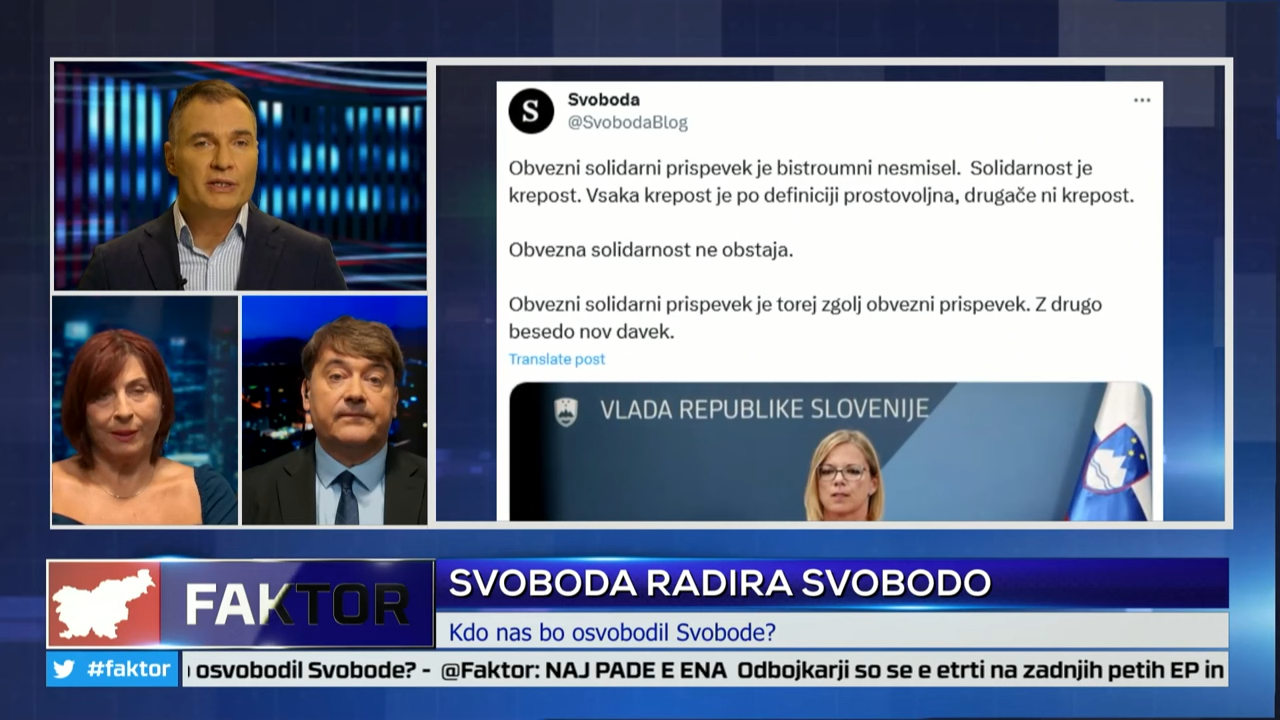 S
Svoboda
@SvobodaBlog
Obvezni solidarni prispevek je bistroumni nesmisel. Solidarnost je
krepost. Vsaka krepost je po definiciji prostovoljna, drugače ni krepost.
Obvezna solidarnost ne obstaja.
Obvezni solidarni prispevek je torej zgolj obvezni prispevek. Z drugo
besedo nov davek.
Translate post
VLADA REPUBLIKE SLOVENIJE
FAKTOR
SVOBODA RADIRA SVOBODO
Kdo nas bo osvobodil Svobode?
#faktor
osvobodil Svobode? - @Faktor: NAJ PADE E ENA Odbojkarji so se e etrti na zadnjih petih EP in